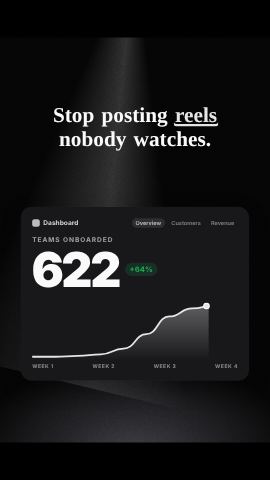 Stop posting reels
nobody watches.
Dashboard
Overview Customers Revenue
TEAMS ONBOARDED
622 +64%
WEEK 1 WEEK 2 WEEK 3 WEEK 4